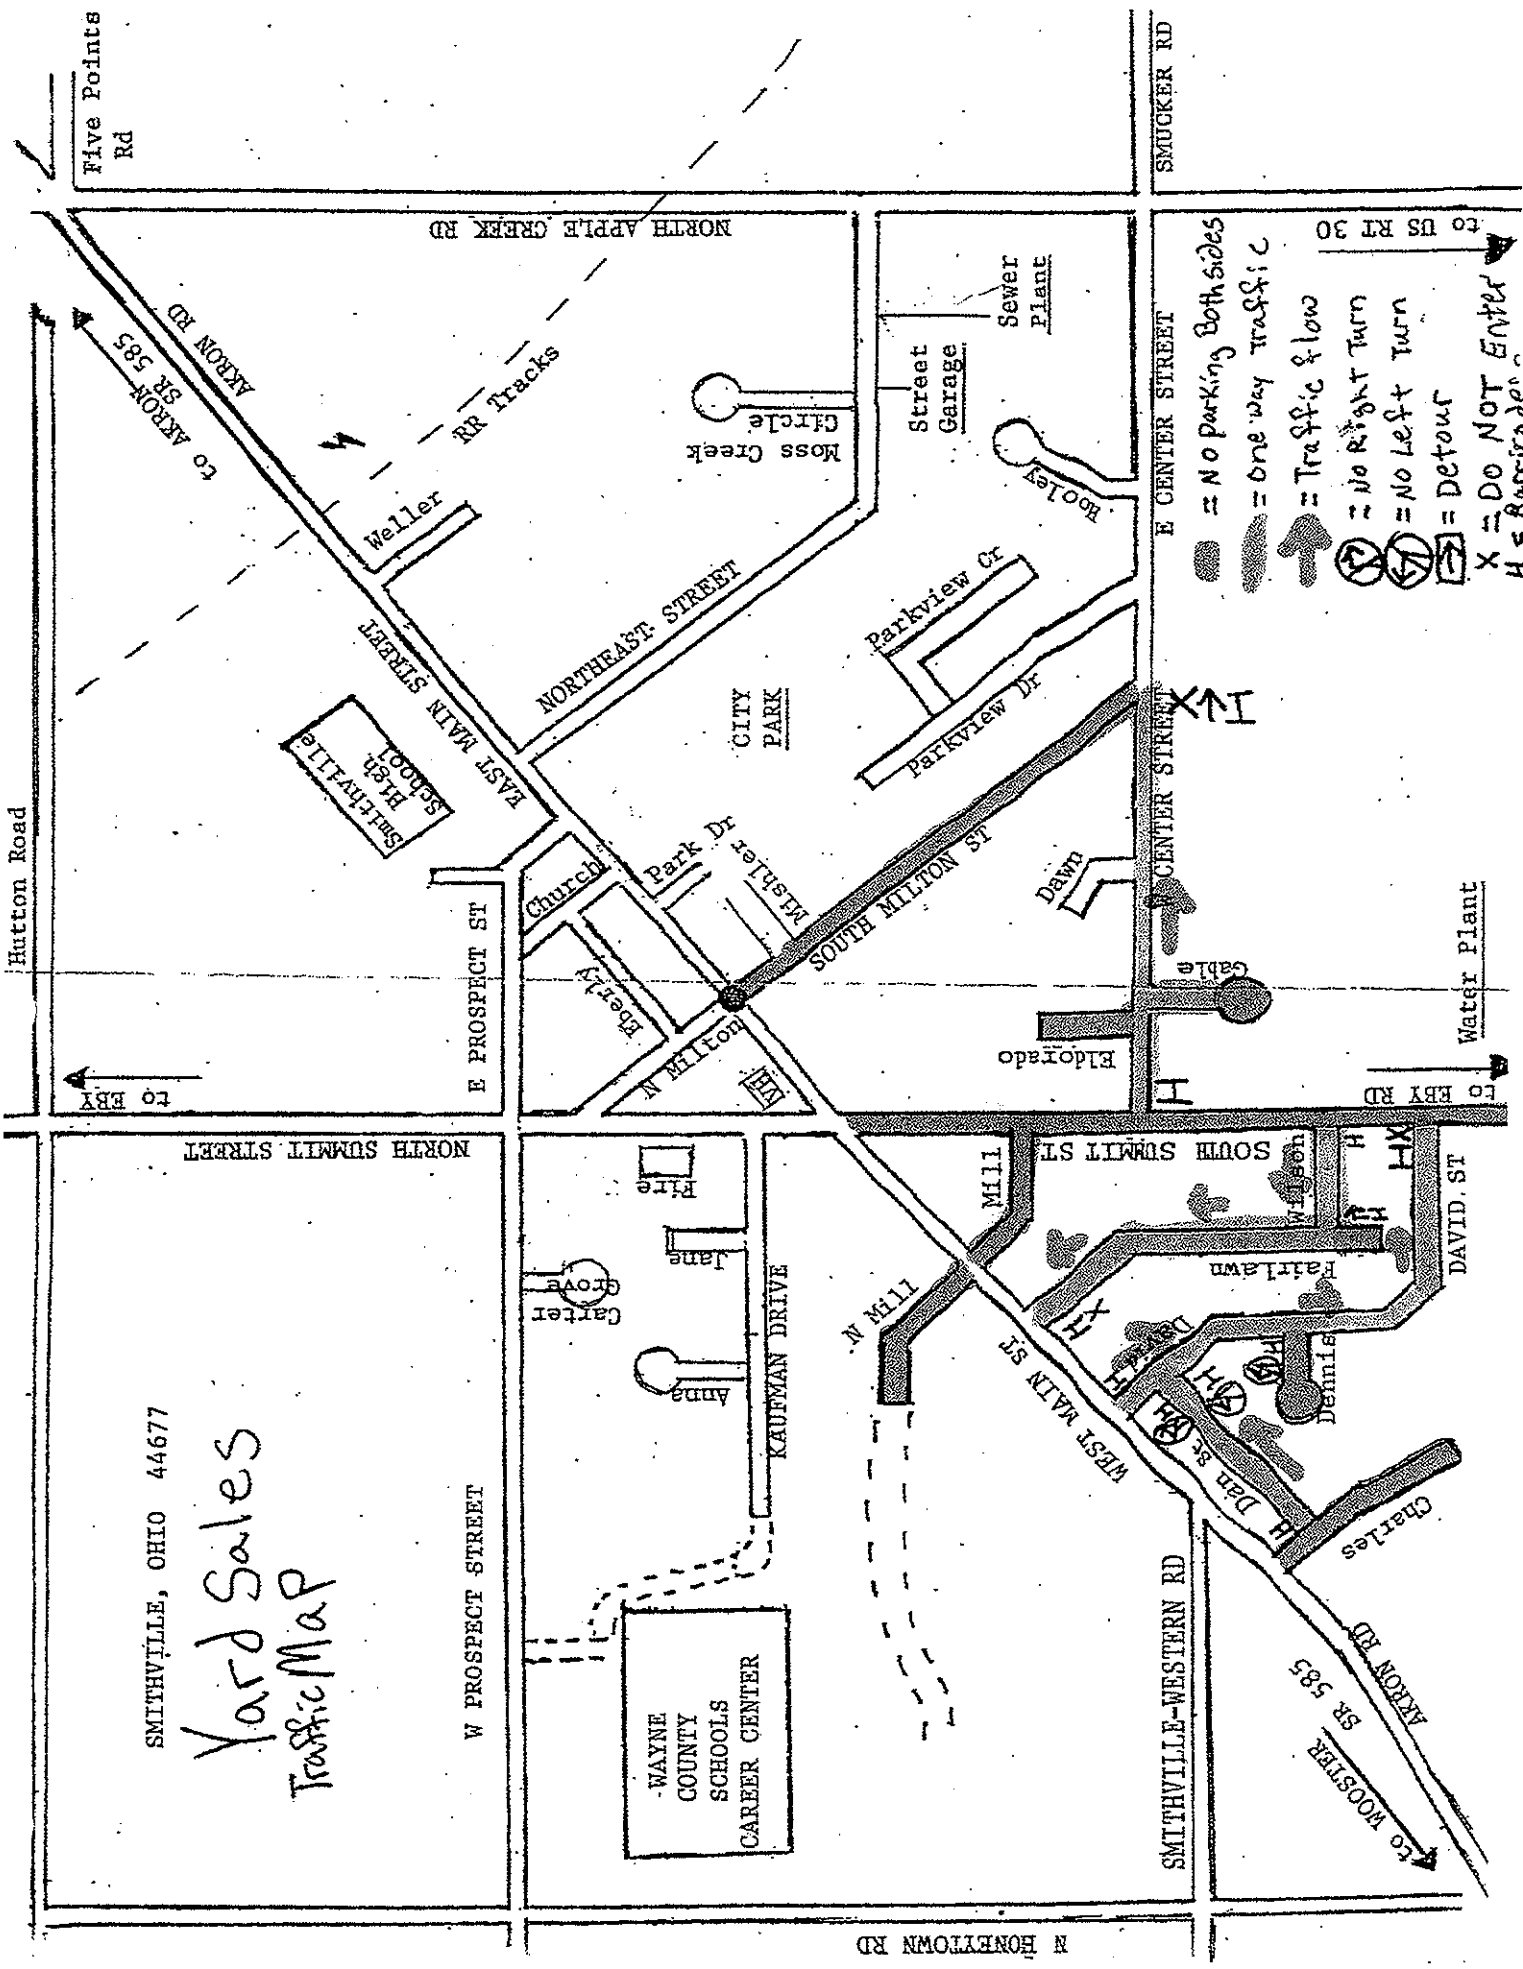 SMITHVILLE, OHIO 44677
Yard Sales
Traffic Map
Hutton Road
Five Points
Rd
to EBY
to AKRON
SR 585
AKRON RD
RR Tracks
NORTH APPLE CREEK RD
NORTH SUMMIT STREET
W PROSPECT STREET
E PROSPECT ST
Smithville
High
School
EAST MAIN STREET
Weller
NORTHEAST STREET
Moss Creek
Circle
Street
Garage
Sewer
Plant
Church
Eberly
Park Dr
Mishler
N Milton
VH
CITY
PARK
Parkview Cr
Parkview Dr
SOUTH MILTON ST
Hooley
Dawn
Fire
Jane
Carter
Grove
Anna
KAUFMAN DRIVE
-WAYNE
COUNTY
SCHOOLS
CAREER CENTER
N Mill
Mill
SOUTH SUMMIT ST
WEST MAIN ST
Eldorado
Gable
W CENTER STREET
E CENTER STREET
SMUCKER RD
H
X I
Wilson
H
HX
H
Fairlawn
H X
David
H
DAVID ST
Dennis
H
H
H
Dan St
H
Charles
SMITHVILLE-WESTERN RD
N HONEYTOWN RD
to WOOSTER
SR 585
AKRON RD
to EBY RD
Water Plant
to US RT 30
= No parking Both sides
= one way traffic
= Traffic flow
= No Right Turn
= No Left Turn
= Detour
X = Do NOT Enter
H =